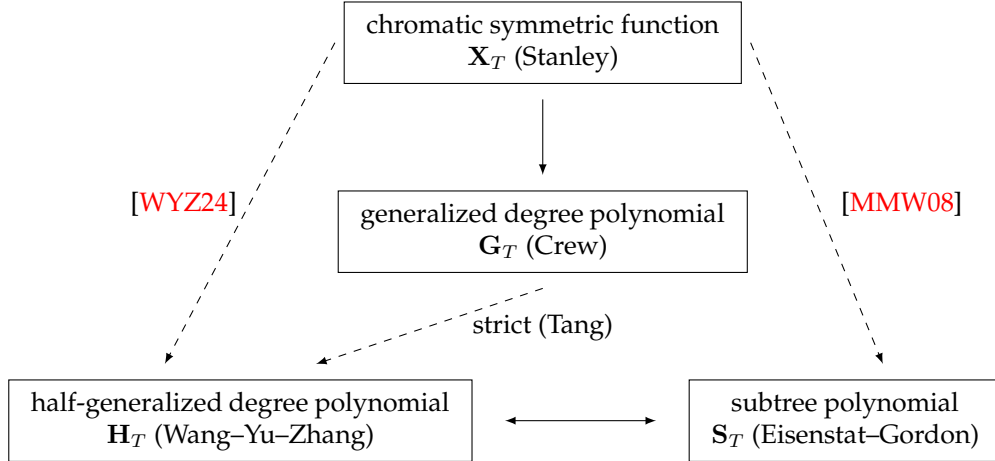 chromatic symmetric function
X_T (Stanley)
[WYZ24]
[MMW08]
generalized degree polynomial
G_T (Crew)
strict (Tang)
half-generalized degree polynomial
H_T (Wang–Yu–Zhang)
subtree polynomial
S_T (Eisenstat–Gordon)